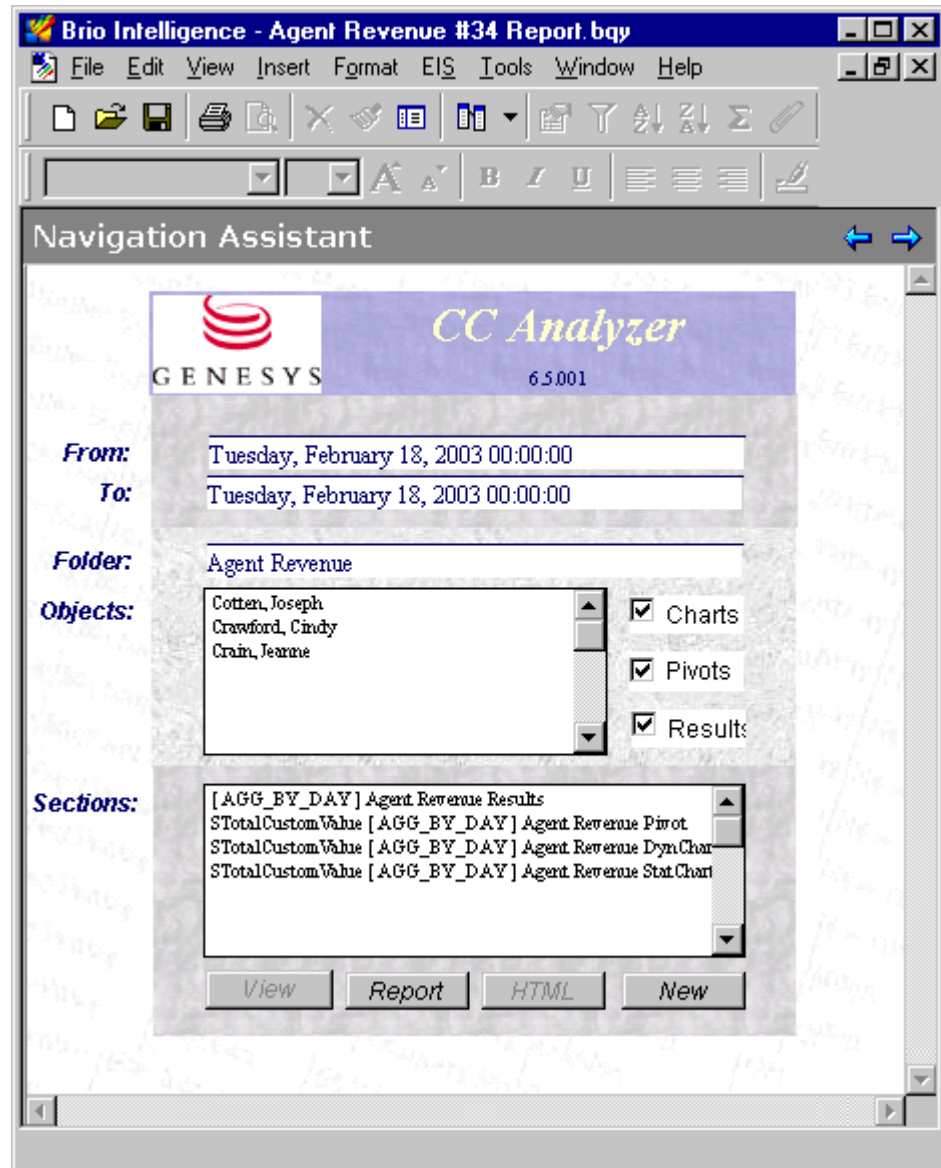 Brio Intelligence - Agent Revenue #34 Report.bqy
File Edit View Insert Format EIS Tools Window Help
B I U
Navigation Assistant
GENESYS
CC Analyzer
6.5.001
From: Tuesday, February 18, 2003 00:00:00
To: Tuesday, February 18, 2003 00:00:00
Folder: Agent Revenue
Objects:
Cotten, Joseph
Crawford, Cindy
Crain, Jeanne
Charts
Pivots
Results
Sections:
[ AGG_BY_DAY ] Agent Revenue Results
STotalCustomValue [ AGG_BY_DAY ] Agent Revenue Pivot
STotalCustomValue [ AGG_BY_DAY ] Agent Revenue DynChar
STotalCustomValue [ AGG_BY_DAY ] Agent Revenue StatChart
View Report HTML New